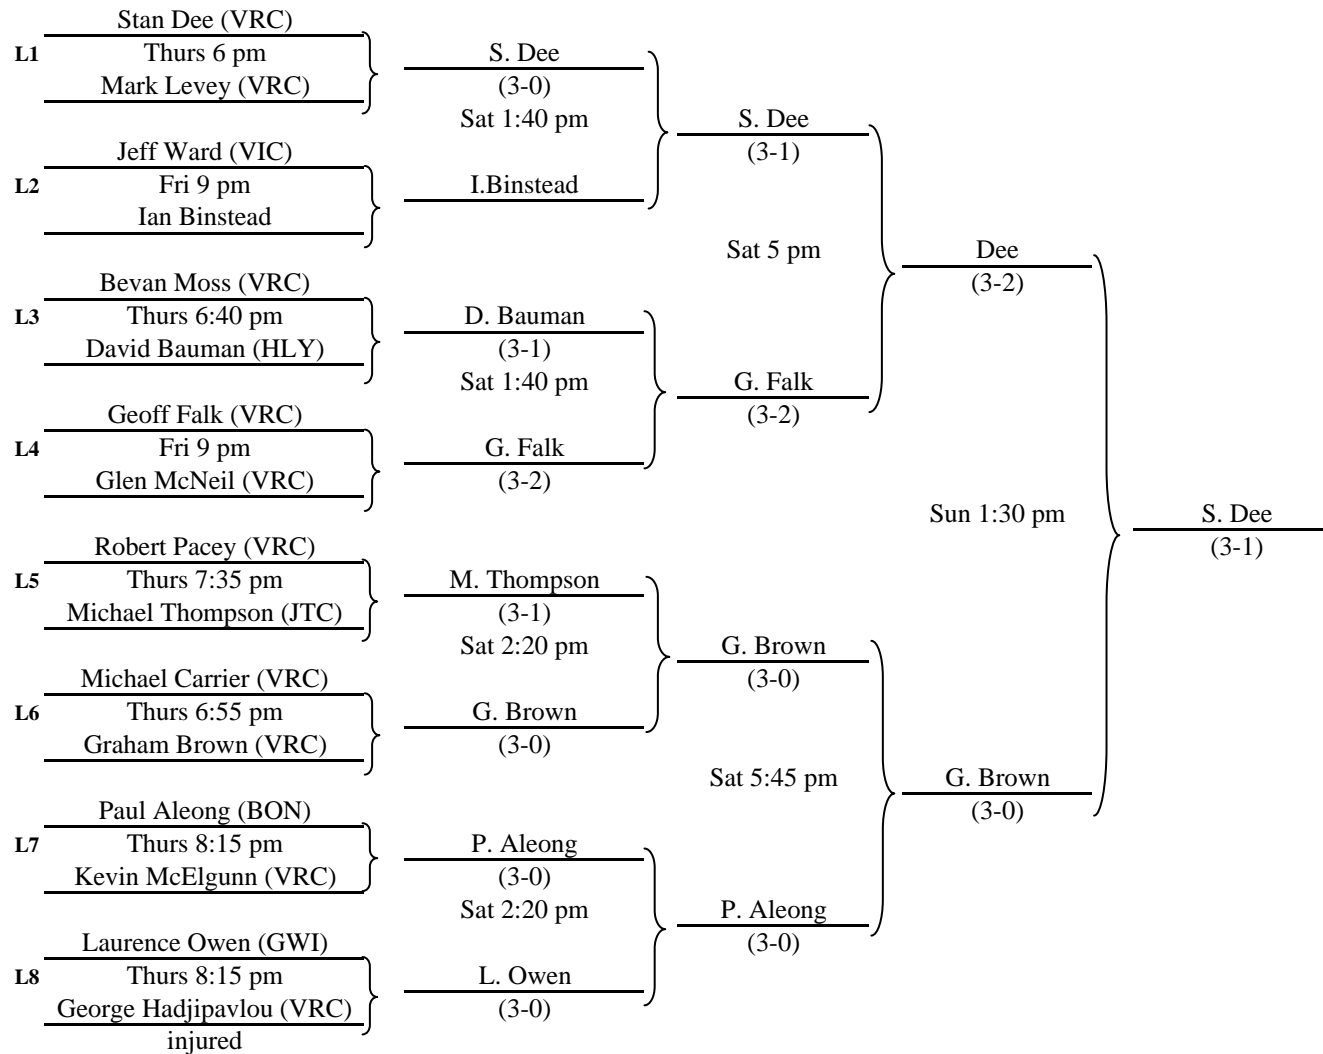 Stan Dee (VRC)
L1
Thurs 6 pm
Mark Levey (VRC)
Jeff Ward (VIC)
L2
Fri 9 pm
Ian Binstead
Bevan Moss (VRC)
L3
Thurs 6:40 pm
David Bauman (HLY)
Geoff Falk (VRC)
L4
Fri 9 pm
Glen McNeil (VRC)
Robert Pacey (VRC)
L5
Thurs 7:35 pm
Michael Thompson (JTC)
Michael Carrier (VRC)
L6
Thurs 6:55 pm
Graham Brown (VRC)
Paul Aleong (BON)
L7
Thurs 8:15 pm
Kevin McElgunn (VRC)
Laurence Owen (GWI)
L8
Thurs 8:15 pm
George Hadjipavlou (VRC)
injured
S. Dee
(3-0)
Sat 1:40 pm
I.Binstead
D. Bauman
(3-1)
Sat 1:40 pm
G. Falk
(3-2)
M. Thompson
(3-1)
Sat 2:20 pm
G. Brown
(3-0)
P. Aleong
(3-0)
Sat 2:20 pm
L. Owen
(3-0)
S. Dee
(3-1)
Sat 5 pm
G. Falk
(3-2)
G. Brown
(3-0)
Sat 5:45 pm
P. Aleong
(3-0)
Dee
(3-2)
Sun 1:30 pm
G. Brown
(3-0)
S. Dee
(3-1)